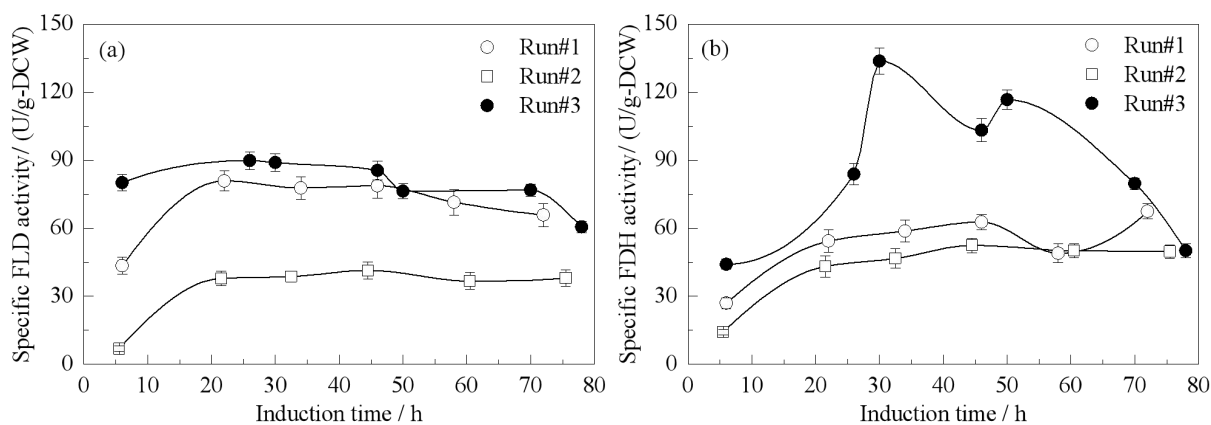 Specific FLD activity/ (U/g-DCW)
150
120
90
60
30
0
(a)
Run#1
Run#2
Run#3
0 10 20 30 40 50 60 70 80
Induction time / h
Specific FDH activity/ (U/g-DCW)
150
120
90
60
30
0
(b)
Run#1
Run#2
Run#3
0 10 20 30 40 50 60 70 80
Induction time / h